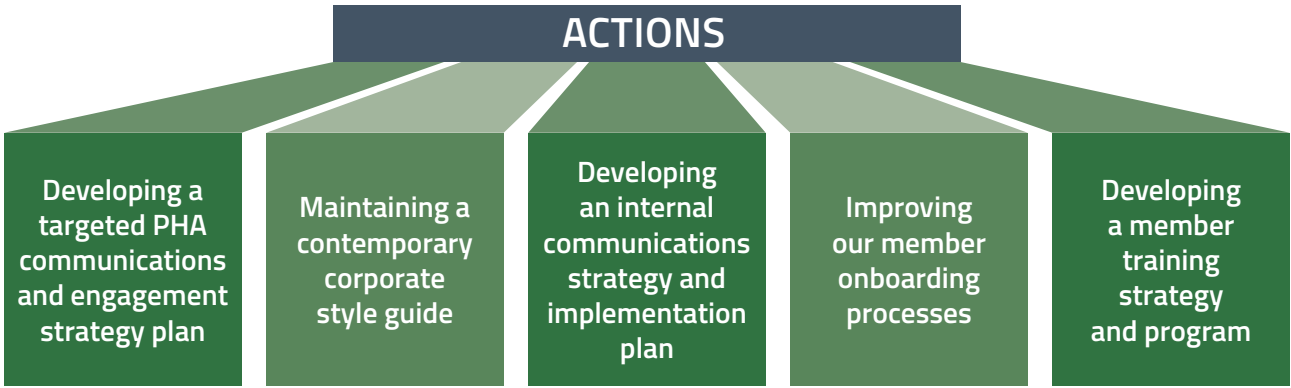 ACTIONS
Developing a
targeted PHA
communications
and engagement
strategy plan
Maintaining a
contemporary
corporate
style guide
Developing
an internal
communications
strategy and
implementation
plan
Improving
our member
onboarding
processes
Developing
a member
training
strategy
and program